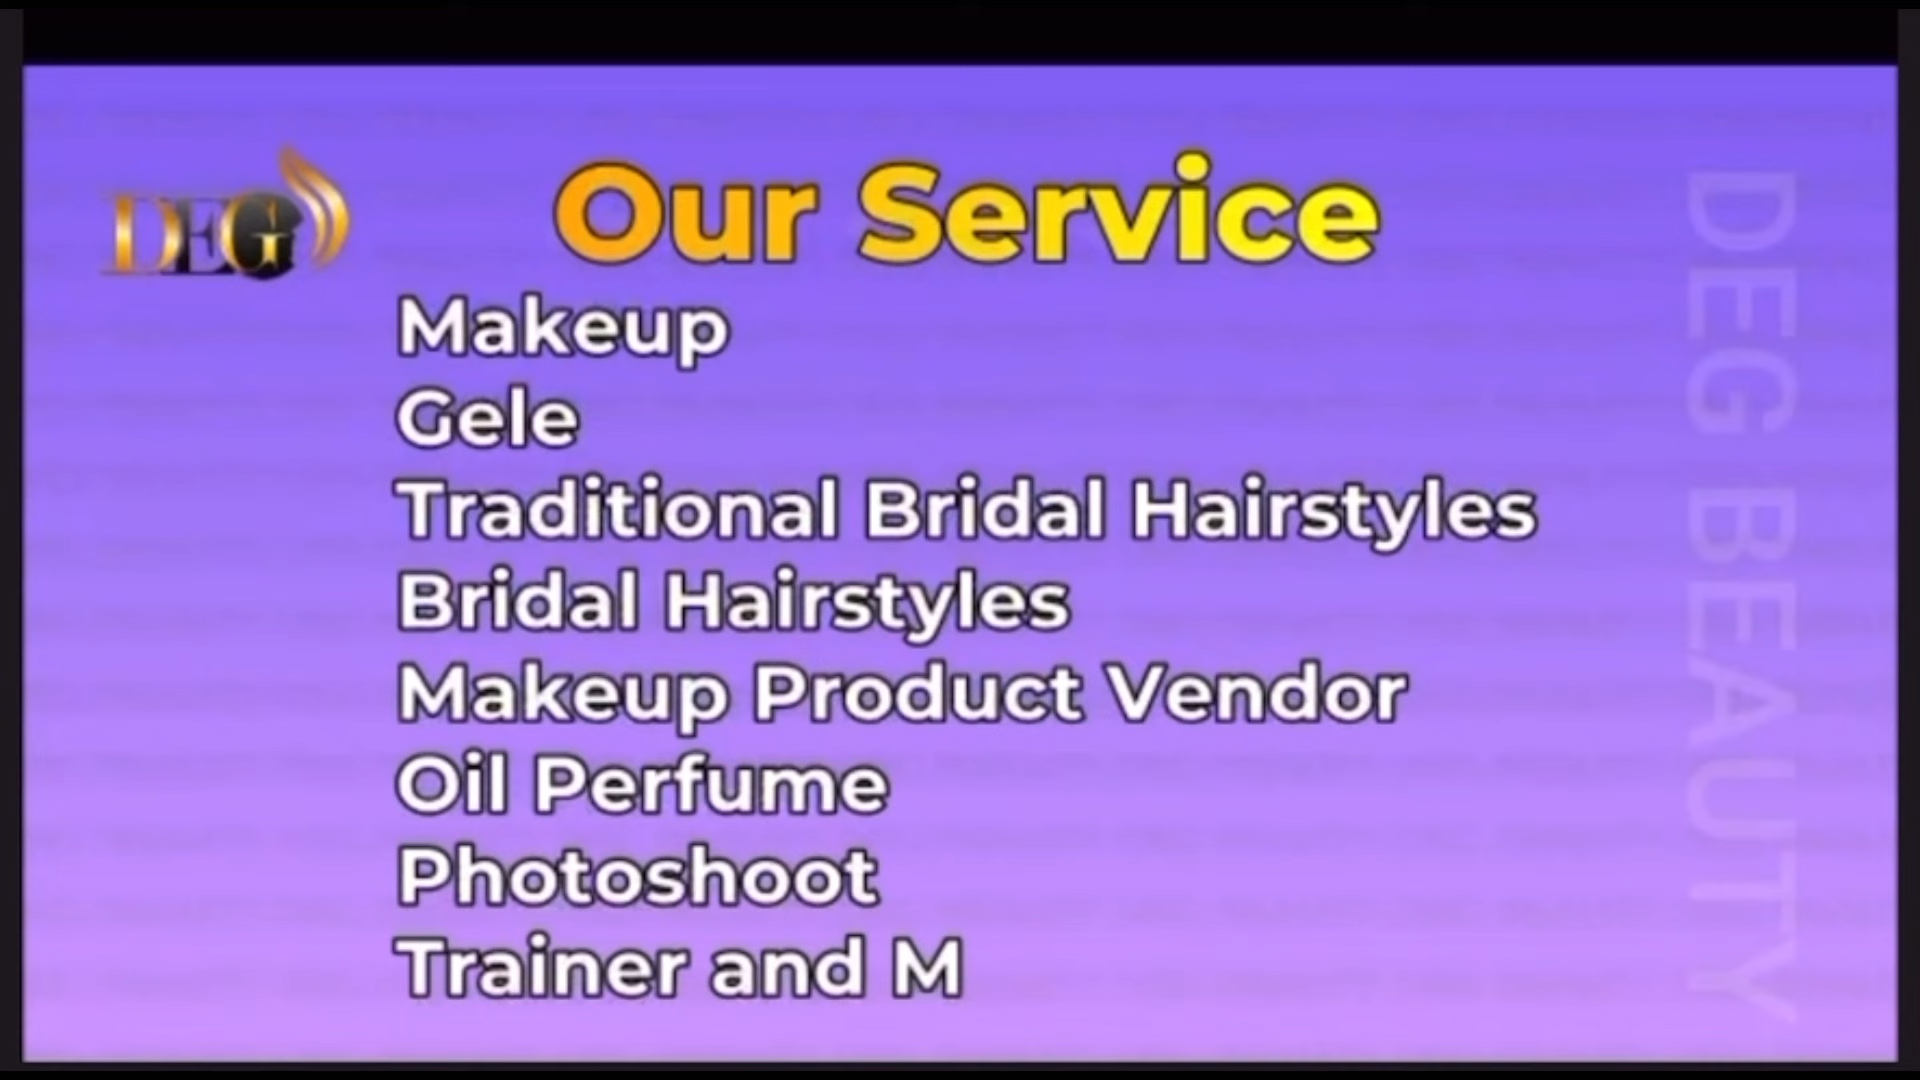 DEG
Our Service
Makeup
Gele
Traditional Bridal Hairstyles
Bridal Hairstyles
Makeup Product Vendor
Oil Perfume
Photoshoot
Trainer and M
DEG BEAUTY